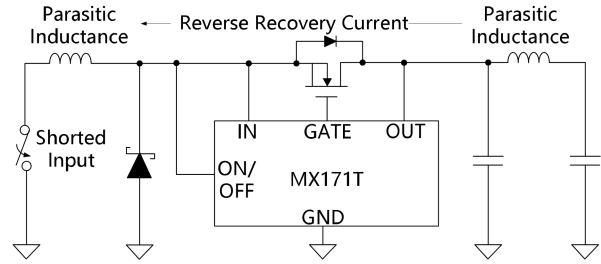 Parasitic
Inductance
Reverse Recovery Current
Parasitic
Inductance
Shorted
Input
IN
GATE
OUT
ON/
OFF
MX171T
GND